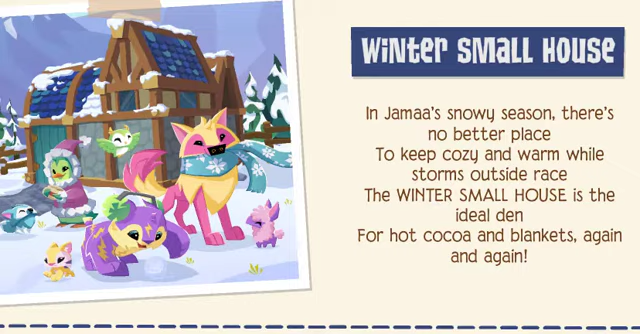 WINTER SMALL HOUSE
In Jamaa's snowy season, there's
no better place
To keep cozy and warm while
storms outside race
The WINTER SMALL HOUSE is the
ideal den
For hot cocoa and blankets, again
and again!